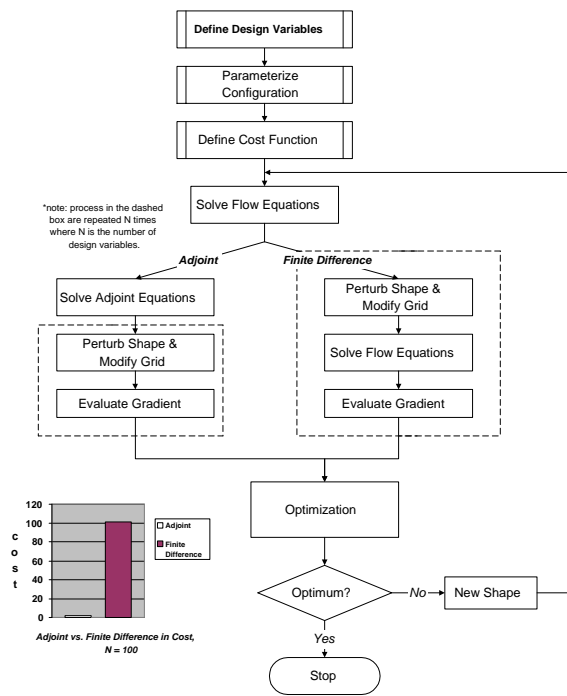 Define Design Variables
Parameterize
Configuration
Define Cost Function
Solve Flow Equations
*note: process in the dashed
box are repeated N times
where N is the number of
design variables.
Adjoint
Finite Difference
Solve Adjoint Equations
Perturb Shape &
Modify Grid
Evaluate Gradient
Perturb Shape &
Modify Grid
Solve Flow Equations
Evaluate Gradient
Optimization
Optimum?
No
New Shape
Yes
Stop
cost
120
100
80
60
40
20
0
Adjoint
Finite
Difference
Adjoint vs. Finite Difference in Cost,
N = 100